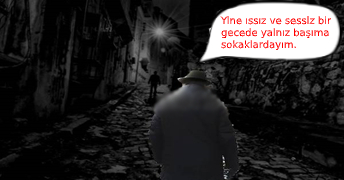 Yine ıssız ve sessiz bir
gecede yalnız başıma
sokaklardayım.